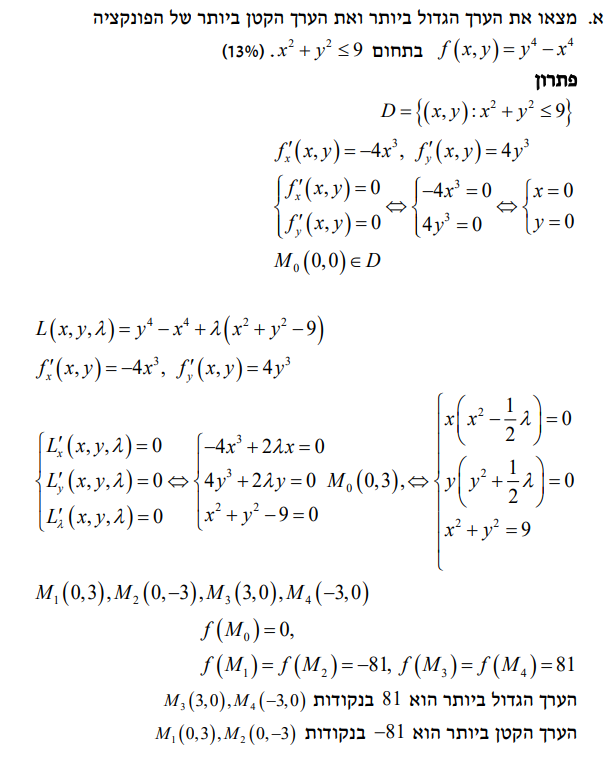 א. מצאו את הערך הגדול ביותר ואת הערך הקטן ביותר של הפונקציה
f(x,y)=y⁴−x⁴ בתחום x²+y²≤9. (13%)
פתרון
D={(x,y):x²+y²≤9}
f′ₓ(x,y)=−4x³, f′ᵧ(x,y)=4y³
{f′ₓ(x,y)=0 ⇔ {−4x³=0 ⇔ {x=0
{f′ᵧ(x,y)=0 {4y³=0 {y=0
M₀(0,0)∈D
L(x,y,λ)=y⁴−x⁴+λ(x²+y²−9)
f′ₓ(x,y)=−4x³, f′ᵧ(x,y)=4y³
{L′ₓ(x,y,λ)=0 {−4x³+2λx=0 {x(x²−½λ)=0
{L′ᵧ(x,y,λ)=0 ⇔ {4y³+2λy=0 M₀(0,3),⇔ {y(y²+½λ)=0
{L′_λ(x,y,λ)=0 {x²+y²−9=0 {x²+y²=9
M₁(0,3),M₂(0,−3),M₃(3,0),M₄(−3,0)
f(M₀)=0,
f(M₁)=f(M₂)=−81, f(M₃)=f(M₄)=81
הערך הגדול ביותר הוא 81 בנקודות M₃(3,0),M₄(−3,0)
הערך הקטן ביותר הוא −81 בנקודות M₁(0,3),M₂(0,−3)